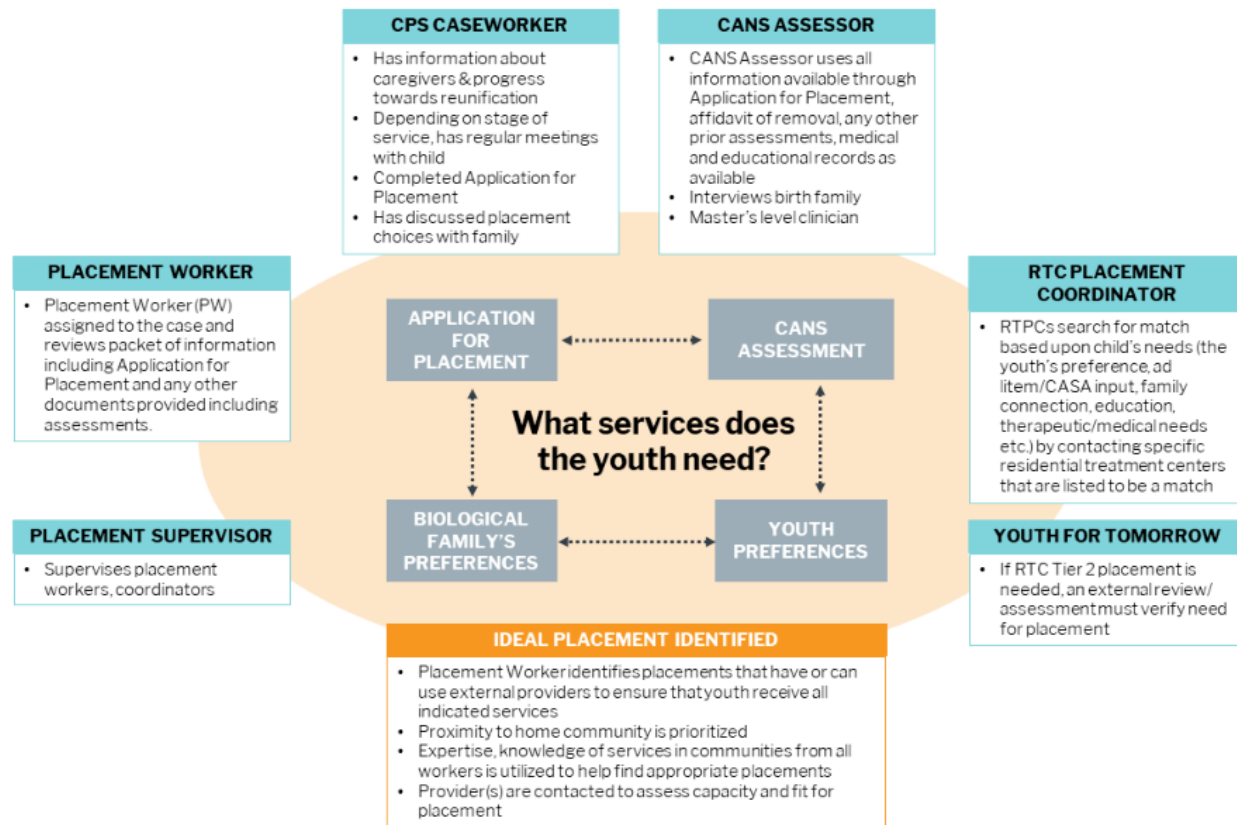 CPS CASEWORKER
• Has information about
caregivers & progress
towards reunification
• Depending on stage of
service, has regular meetings
with child
• Completed Application for
Placement
• Has discussed placement
choices with family
CANS ASSESSOR
• CANS Assessor uses all
information available through
Application for Placement,
affidavit of removal, any other
prior assessments, medical
and educational records as
available
• Interviews birth family
• Master's level clinician
PLACEMENT WORKER
• Placement Worker (PW)
assigned to the case and
reviews packet of information
including Application for
Placement and any other
documents provided including
assessments.
RTC PLACEMENT
COORDINATOR
• RTPCs search for match
based upon child's needs (the
youth's preference, ad
litem/CASA input, family
connection, education,
therapeutic/medical needs
etc.) by contacting specific
residential treatment centers
that are listed to be a match
APPLICATION
FOR
PLACEMENT
CANS
ASSESSMENT
What services does
the youth need?
BIOLOGICAL
FAMILY'S
PREFERENCES
YOUTH
PREFERENCES
PLACEMENT SUPERVISOR
• Supervises placement
workers, coordinators
YOUTH FOR TOMORROW
• If RTC Tier 2 placement is
needed, an external review/
assessment must verify need
for placement
IDEAL PLACEMENT IDENTIFIED
• Placement Worker identifies placements that have or can
use external providers to ensure that youth receive all
indicated services
• Proximity to home community is prioritized
• Expertise, knowledge of services in communities from all
workers is utilized to help find appropriate placements
• Provider(s) are contacted to assess capacity and fit for
placement